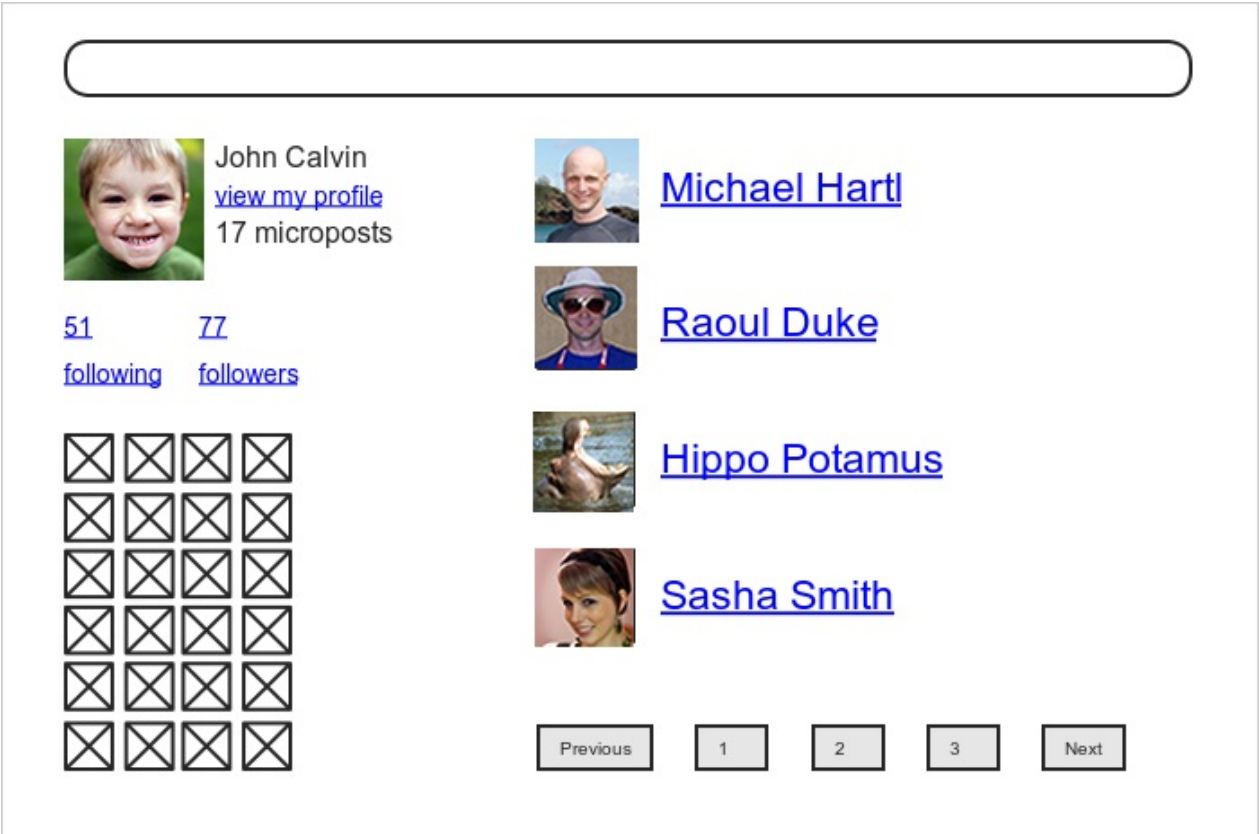 John Calvin
view my profile
17 microposts
51 77
following followers
Michael Hartl
Raoul Duke
Hippo Potamus
Sasha Smith
Previous 1 2 3 Next